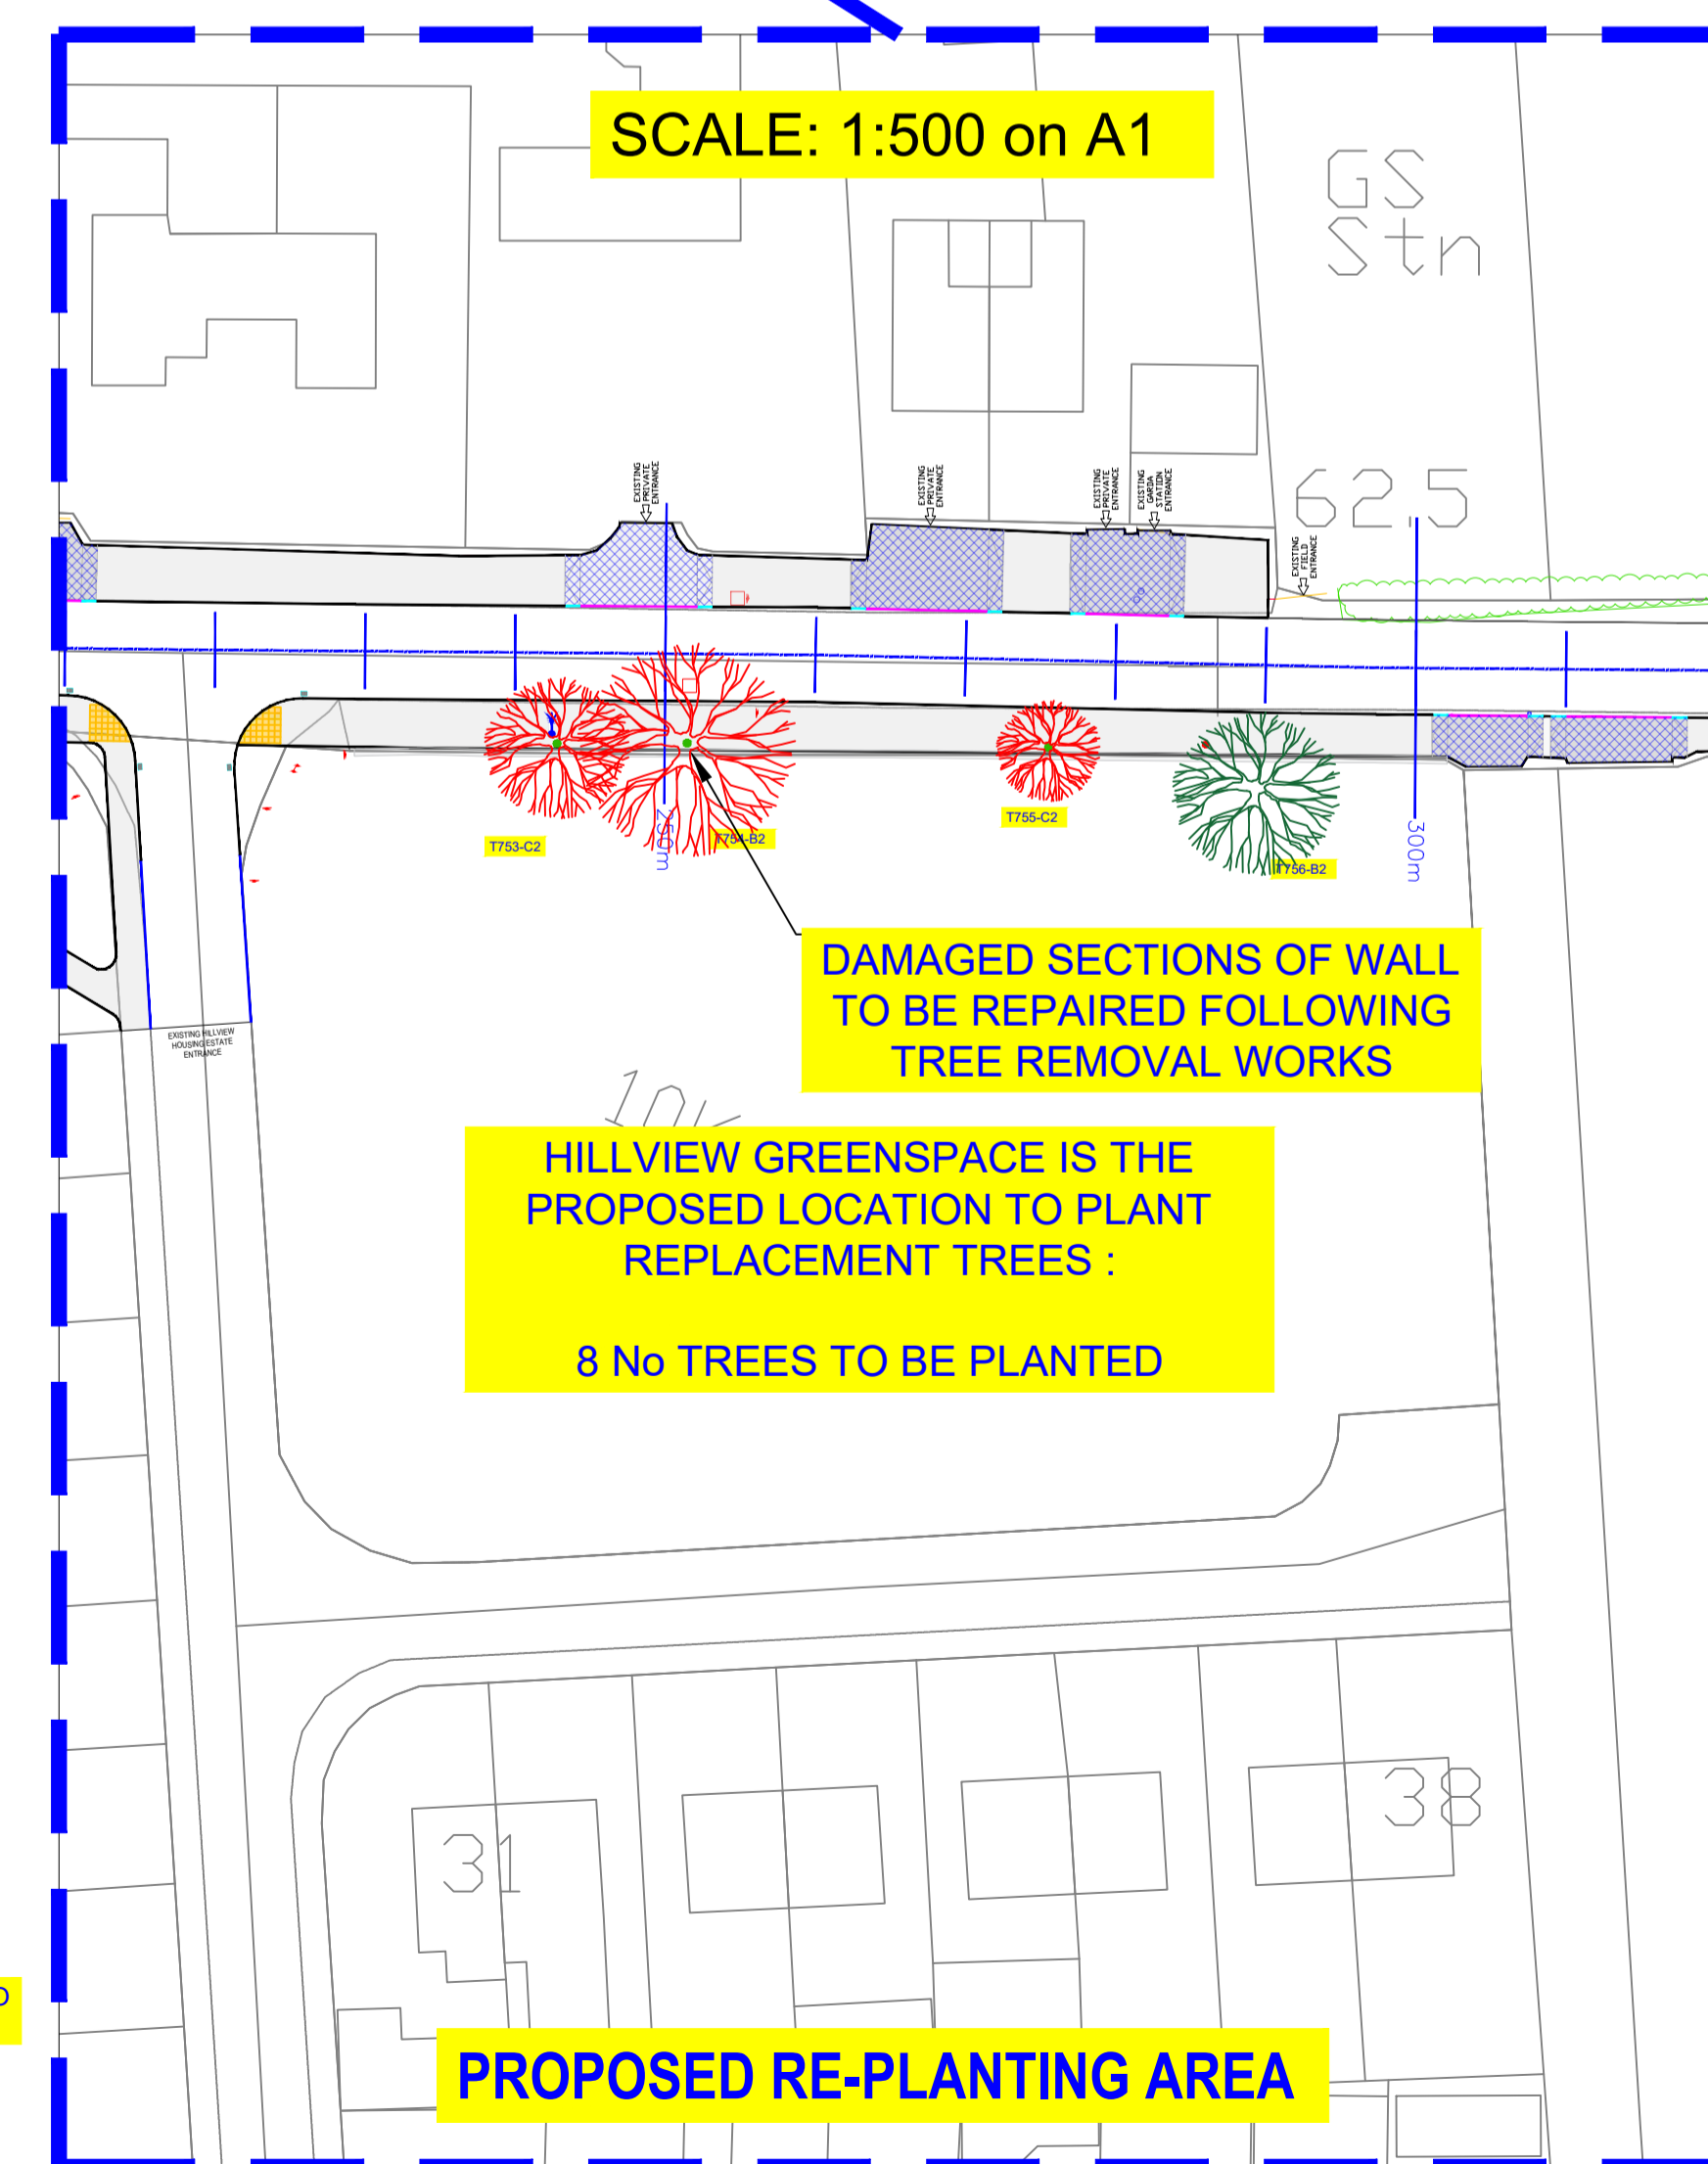 SCALE: 1:500 on A1
GS
Stn
62.5
EXISTING
PRIVATE
ENTRANCE
EXISTING
PRIVATE
ENTRANCE
EXISTING
PRIVATE
ENTRANCE
EXISTING
GARDA
STATION
ENTRANCE
EXISTING
FIELD
ENTRANCE
T753-C2
250m
T754-B2
T755-C2
T756-B2
300m
DAMAGED SECTIONS OF WALL
TO BE REPAIRED FOLLOWING
TREE REMOVAL WORKS
EXISTING HILLVIEW
HOUSING ESTATE
ENTRANCE
HILLVIEW GREENSPACE IS THE
PROPOSED LOCATION TO PLANT
REPLACEMENT TREES :
8 No TREES TO BE PLANTED
31
38
PROPOSED RE-PLANTING AREA